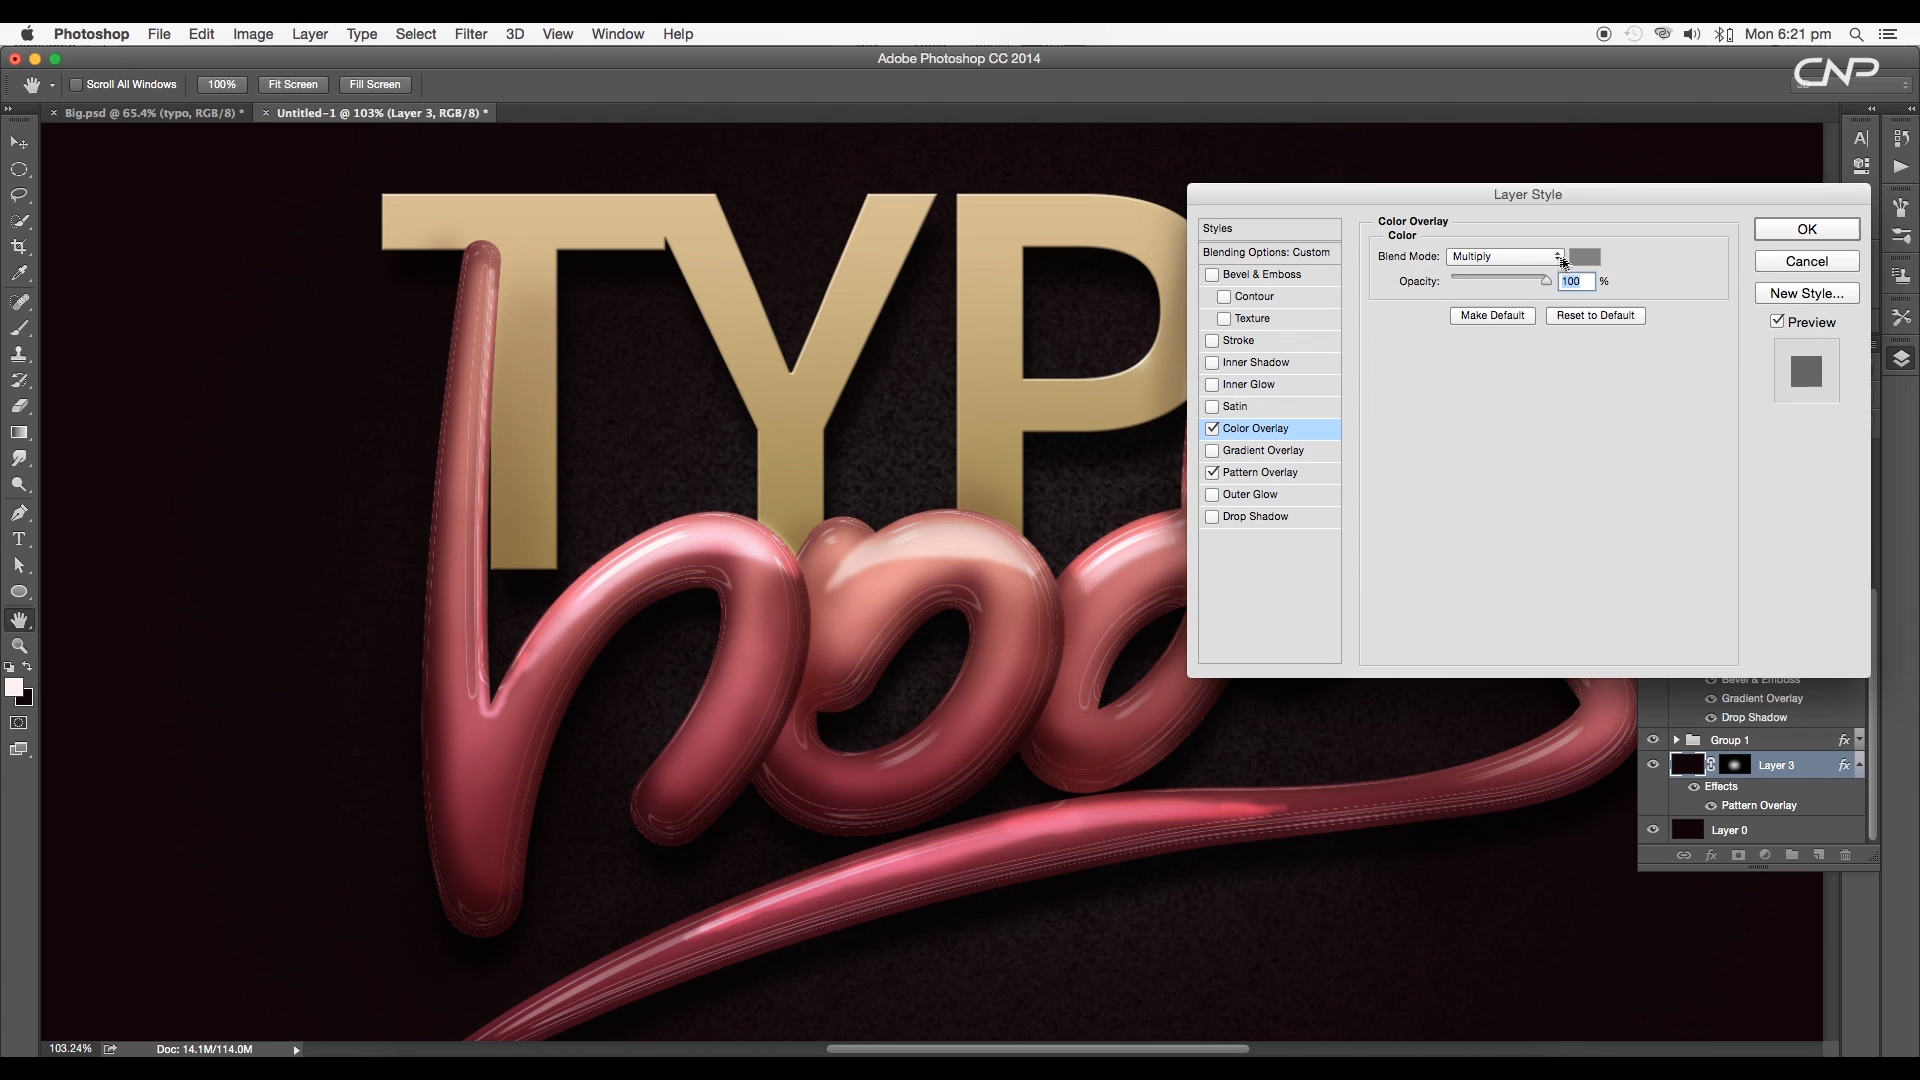 Photoshop File Edit Image Layer Type Select Filter 3D View Window Help Mon 6:21 pm
Adobe Photoshop CC 2014
Scroll All Windows 100% Fit Screen Fill Screen
CNP
Big.psd @ 65.4% (typo, RGB/8) * Untitled-1 @ 103% (Layer 3, RGB/8) *
TYP
Layer Style
Styles
Blending Options: Custom
Bevel & Emboss
Contour
Texture
Stroke
Inner Shadow
Inner Glow
Satin
Color Overlay
Gradient Overlay
Pattern Overlay
Outer Glow
Drop Shadow
Color Overlay
Color
Blend Mode: Multiply
Opacity: 100 %
Make Default Reset to Default
OK
Cancel
New Style...
Preview
Bevel & Emboss
Gradient Overlay
Drop Shadow
Group 1 fx
Layer 3 fx
Effects
Pattern Overlay
Layer 0
fx
103.24% Doc: 14.1M/114.0M